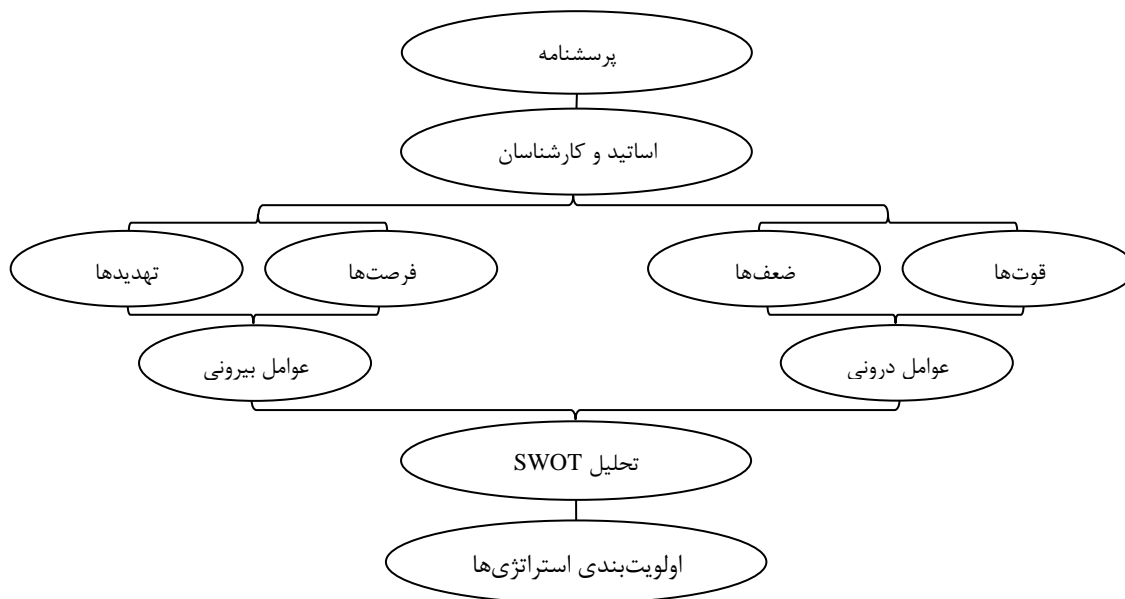 پرسشنامه
اساتید و کارشناسان
قوت‌ها
ضعف‌ها
فرصت‌ها
تهدیدها
عوامل درونی
عوامل بیرونی
تحلیل SWOT
اولویت‌بندی استراتژی‌ها